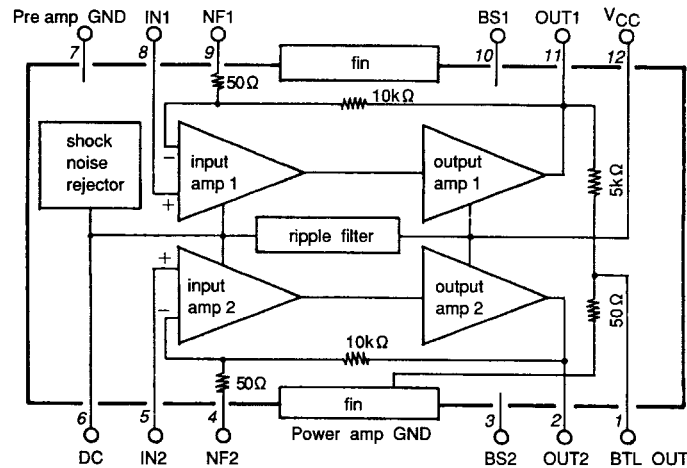 Pre amp GND IN1 NF1 BS1 OUT1 VCC
7 8 9 10 11 12
fin
50Ω
10kΩ
shock
noise
rejector
input
amp 1
output
amp 1
5kΩ
−
+
ripple filter
+
−
input
amp 2
output
amp 2
50Ω
10kΩ
50Ω
fin
6 5 4 3 2 1
Power amp GND
DC IN2 NF2 BS2 OUT2 BTL OUT